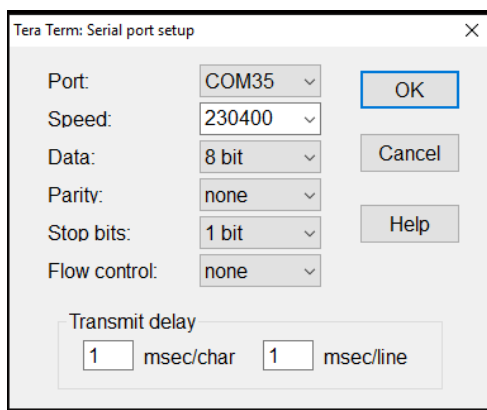 Tera Term: Serial port setup
Port: COM35 OK
Speed: 230400
Data: 8 bit Cancel
Parity: none
Stop bits: 1 bit Help
Flow control: none
Transmit delay
1 msec/char 1 msec/line